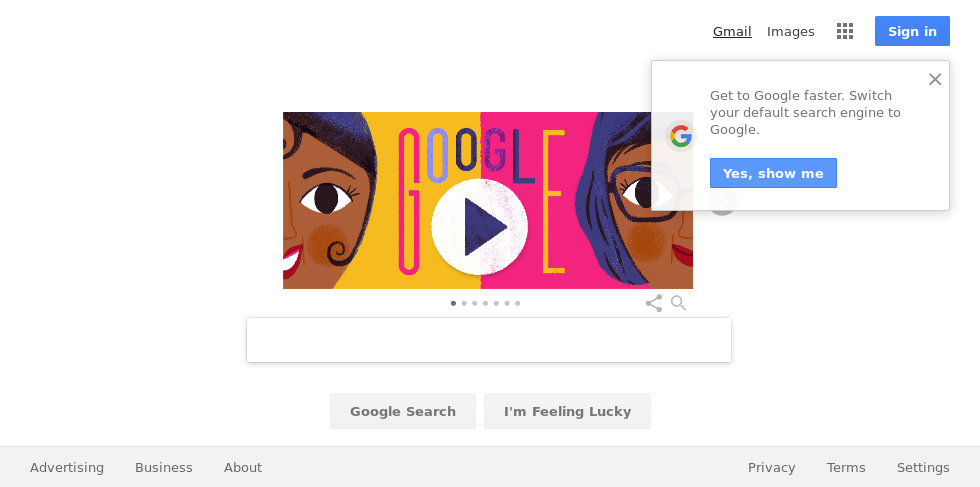 Gmail Images Sign in
Get to Google faster. Switch
your default search engine to
Google.
Yes, show me
GOOGLE
Google Search I'm Feeling Lucky
Advertising Business About Privacy Terms Settings